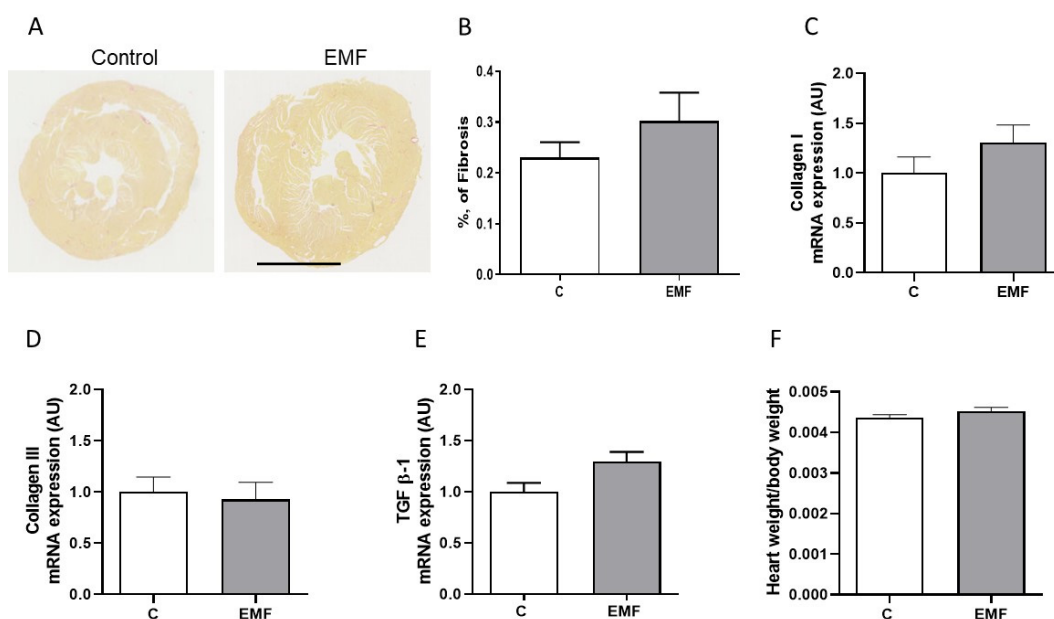 A
Control
EMF
B
%, of Fibrosis
0.4
0.3
0.2
0.1
0.0
C
EMF
C
Collagen I
mRNA expression (AU)
2.0
1.5
1.0
0.5
0.0
C
EMF
D
Collagen III
mRNA expression (AU)
2.0
1.5
1.0
0.5
0.0
C
EMF
E
TGF β-1
mRNA expression (AU)
2.0
1.5
1.0
0.5
0.0
C
EMF
F
Heart weight/body weight
0.005
0.004
0.003
0.002
0.001
0.000
C
EMF